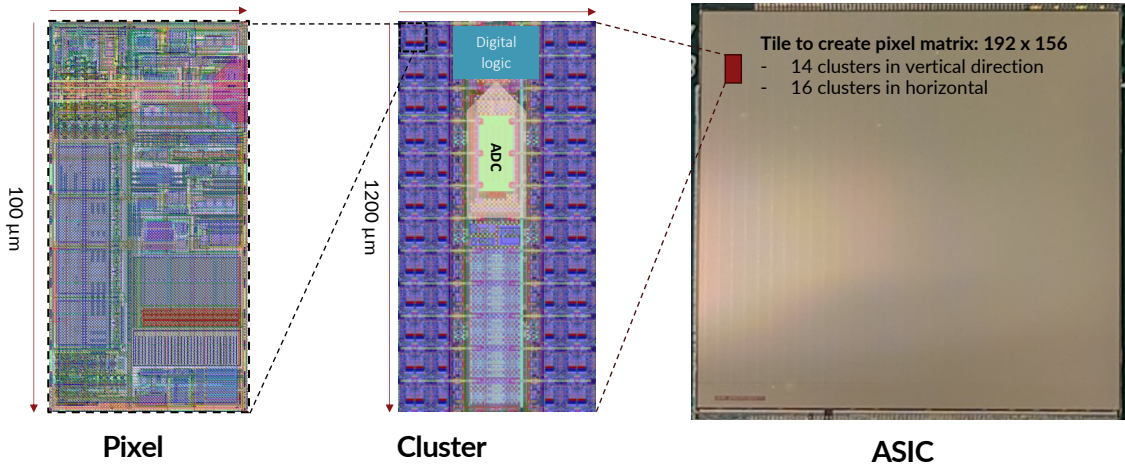 Digital
logic
Tile to create pixel matrix: 192 x 156
- 14 clusters in vertical direction
- 16 clusters in horizontal
ADC
100 µm
1200 µm
Pixel
Cluster
ASIC